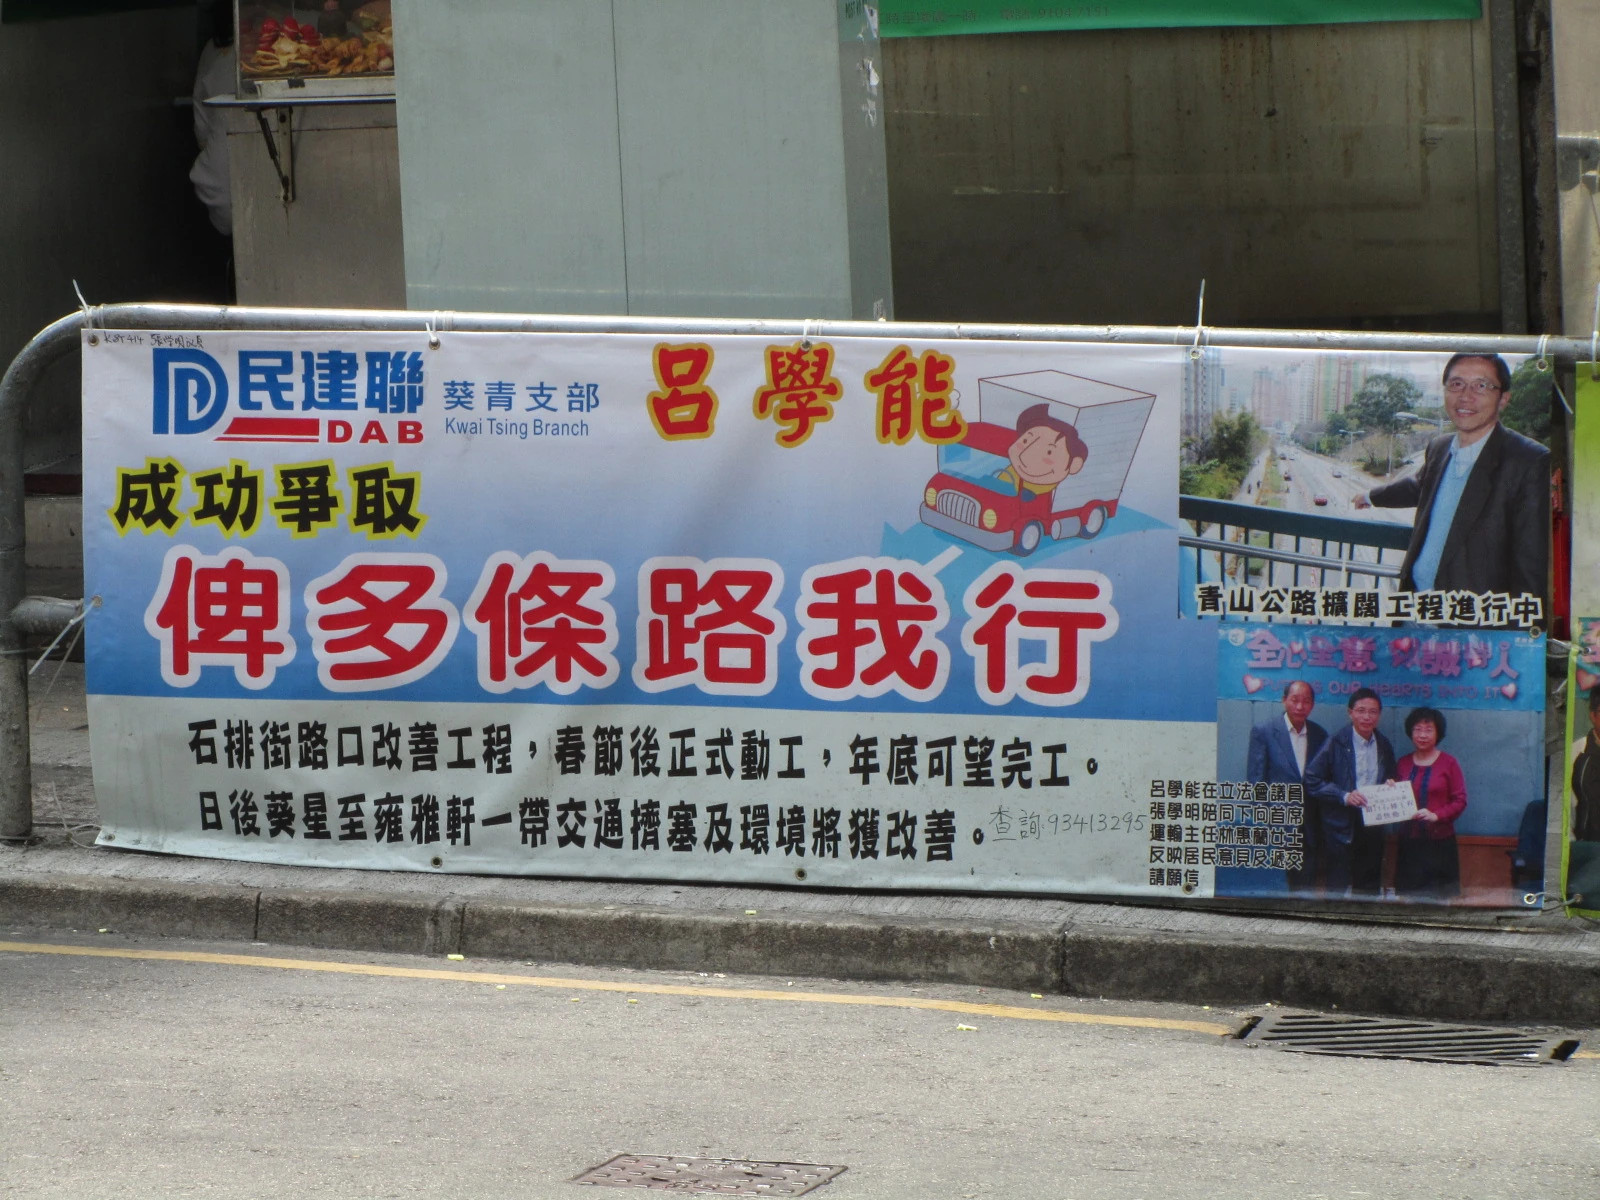 民建聯
DAB
葵青支部
Kwai Tsing Branch
呂學能
成功爭取
俾多條路我行
石排街路口改善工程，春節後正式動工，年底可望完工。
日後葵星至雍雅軒一帶交通擠塞及環境將獲改善。
查詢:93413295
青山公路擴闊工程進行中
呂學能在立法會議員
張學明陪同下向首席
運輸主任林惠蘭女士
反映居民意見及遞交
請願信